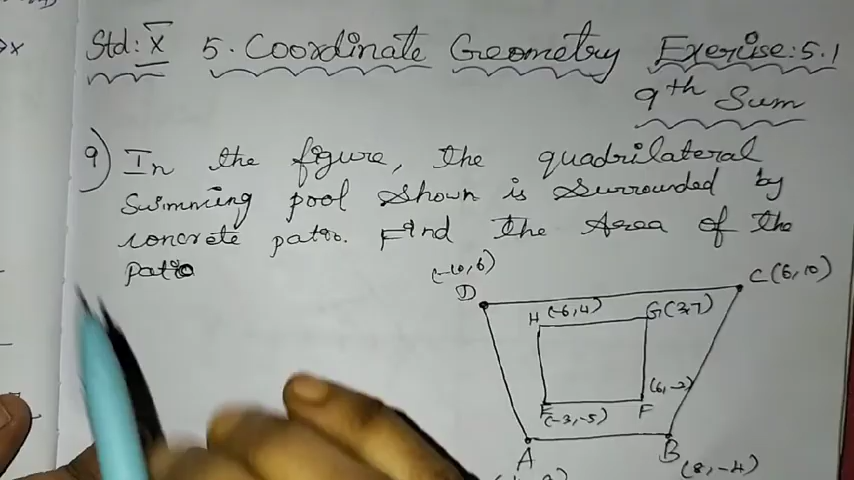 Std: X 5. Coordinate Geometry Exercise: 5.1
9th Sum
9) In the figure, the quadrilateral
swimming pool shown is surrounded by
concrete patio. Find the Area of the
patio
(-10,6)
D
C (6,10)
H (-6,4)
G(3,7)
(6,-2)
E
(-3,-5)
F
A
B
(8,-4)